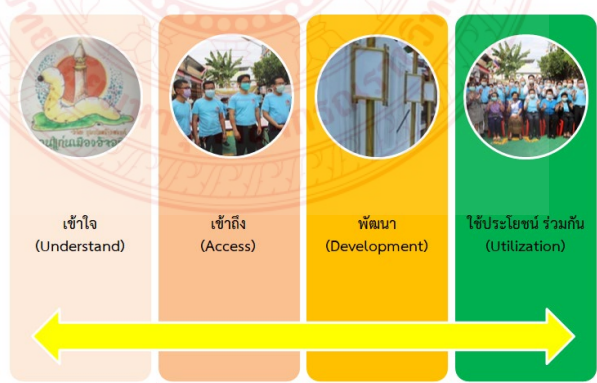 เข้าใจ
(Understand)
เข้าถึง
(Access)
พัฒนา
(Development)
ใช้ประโยชน์ ร่วมกัน
(Utilization)